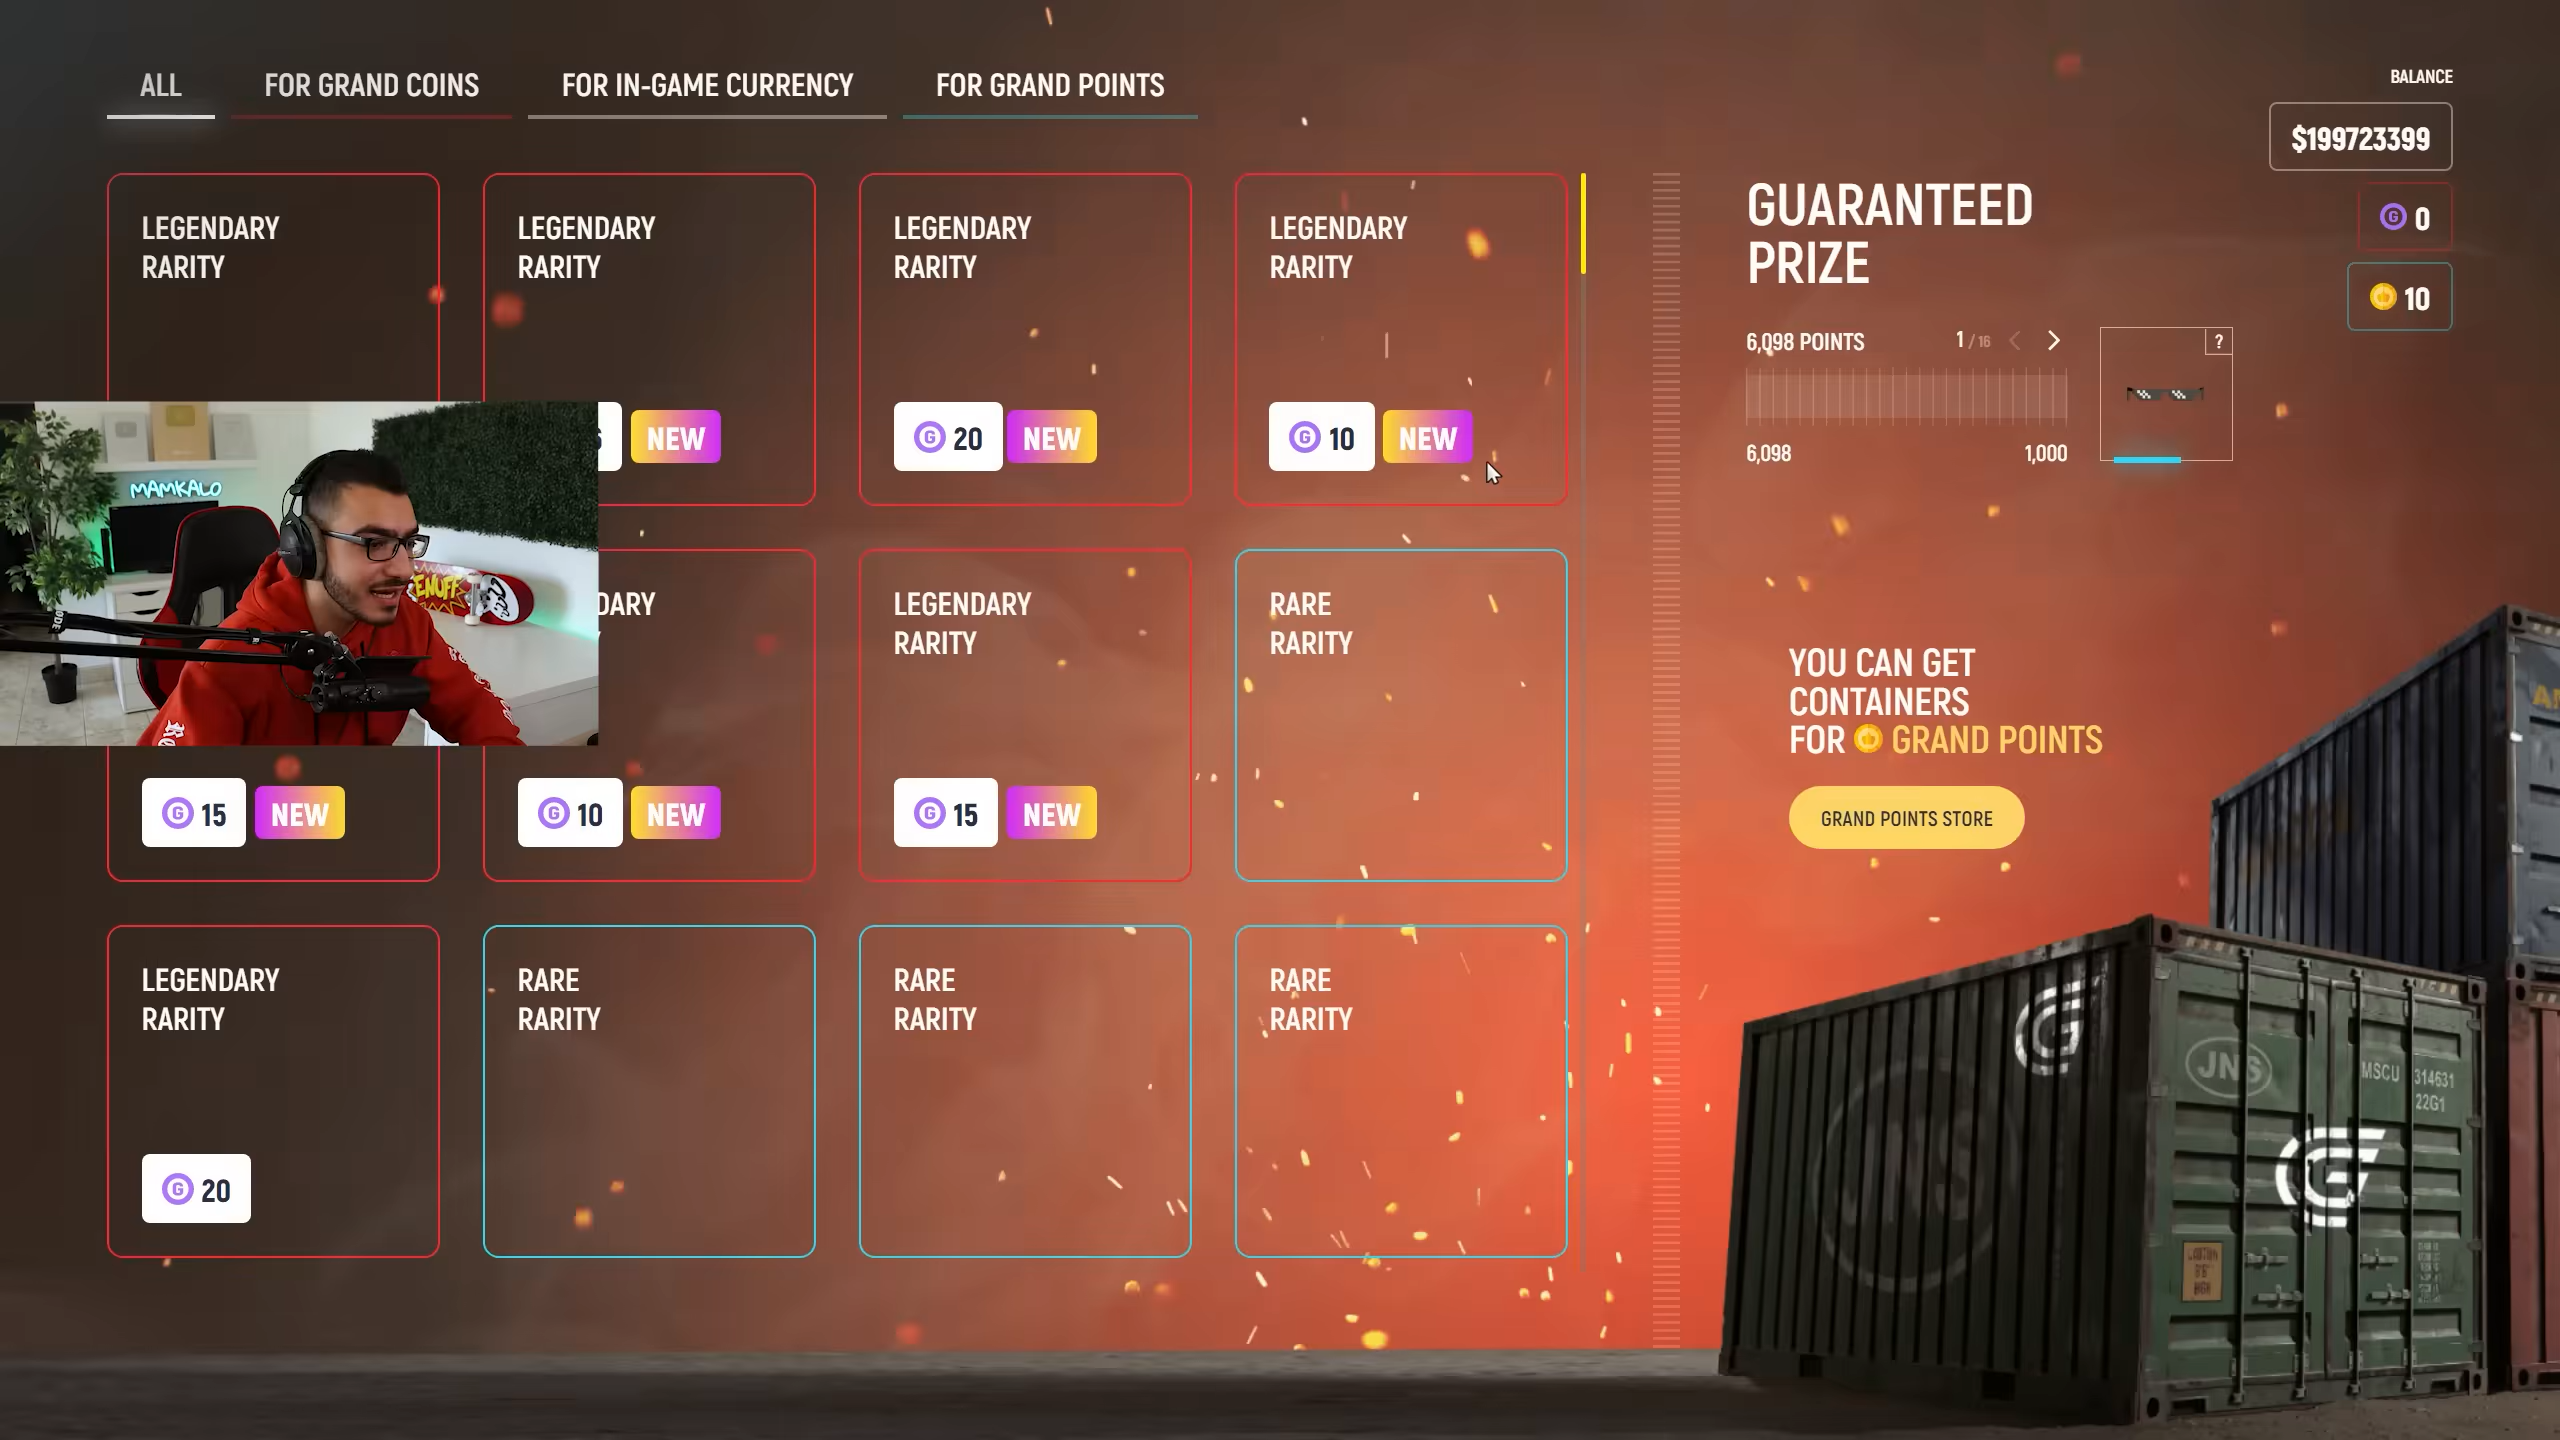 ALL
FOR GRAND COINS
FOR IN-GAME CURRENCY
FOR GRAND POINTS
BALANCE
$199723399
0
10
LEGENDARY
RARITY
LEGENDARY
RARITY
NEW
LEGENDARY
RARITY
20
NEW
LEGENDARY
RARITY
10
NEW
GUARANTEED
PRIZE
6,098 POINTS
1 / 16
?
6,098
1,000
MAMKALO
ENUFF
15
NEW
DARY
10
NEW
LEGENDARY
RARITY
15
NEW
RARE
RARITY
YOU CAN GET
CONTAINERS
FOR GRAND POINTS
GRAND POINTS STORE
LEGENDARY
RARITY
20
RARE
RARITY
RARE
RARITY
RARE
RARITY
JNS
JNS
MSCU 314631
22G1